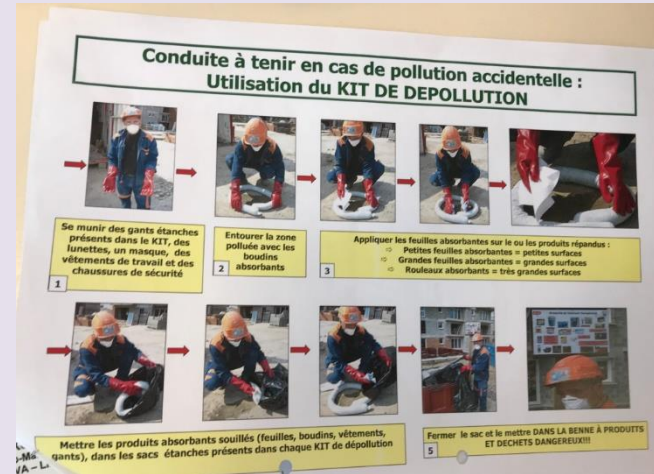 Conduite à tenir en cas de pollution accidentelle :
Utilisation du KIT DE DEPOLLUTION
Se munir des gants étanches
présents dans le KIT, des
lunettes, un masque, des
vêtements de travail et des
chaussures de sécurité
1
Entourer la zone
polluée avec les
boudins
absorbants
2
Appliquer les feuilles absorbantes sur le ou les produits répandus :
⇨ Petites feuilles absorbantes = petites surfaces
⇨ Grandes feuilles absorbantes = grandes surfaces
⇨ Rouleaux absorbants = très grandes surfaces
3
Mettre les produits absorbants souillés (feuilles, boudins, vêtements,
gants), dans les sacs étanches présents dans chaque KIT de dépollution
Fermer le sac et le mettre DANS LA BENNE À PRODUITS
ET DECHETS DANGEREUX!!!
5